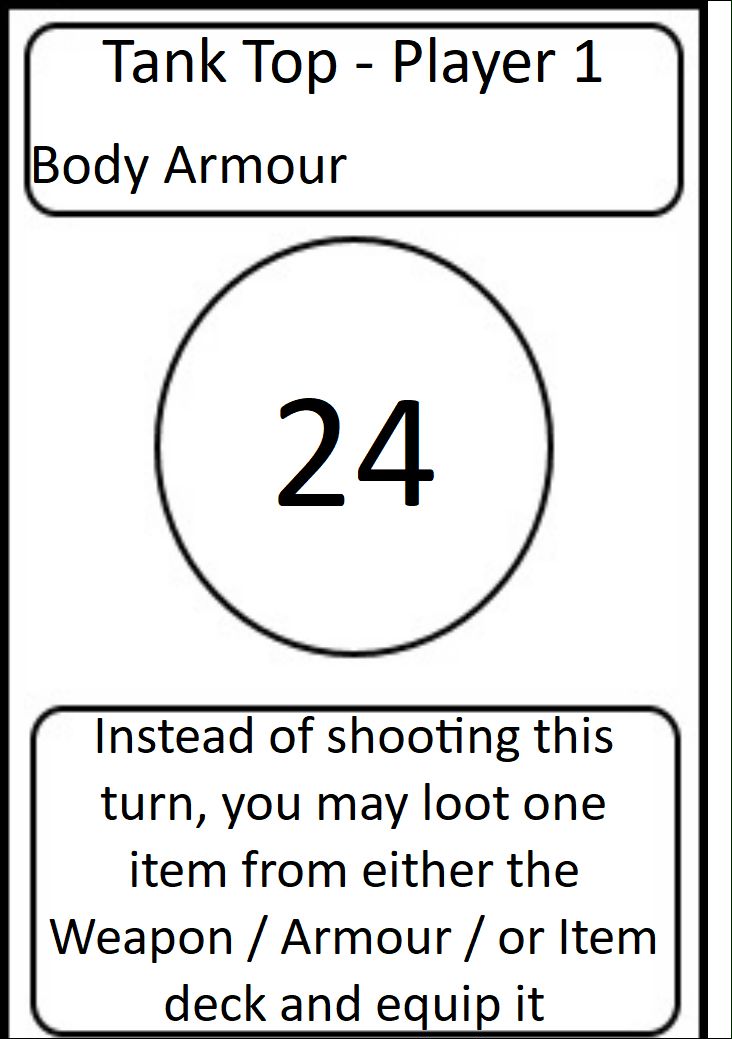 Tank Top - Player 1
Body Armour
24
Instead of shooting this
turn, you may loot one
item from either the
Weapon / Armour / or Item
deck and equip it